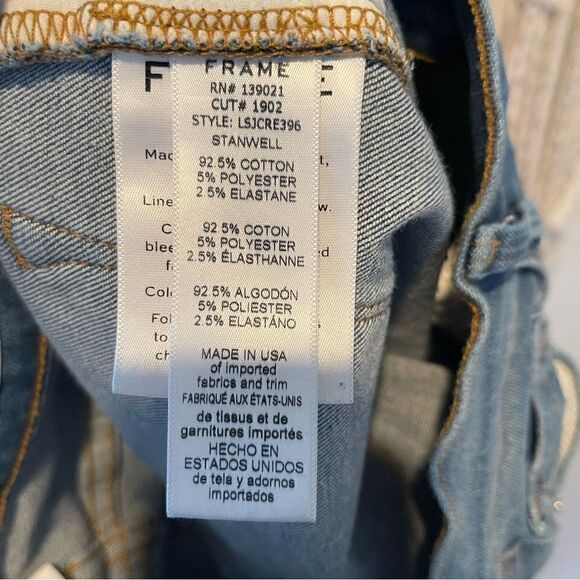 FRAME
RN# 139021
CUT# 1902
STYLE: LSJCRE396
STANWELL
92.5% COTTON
5% POLYESTER
2.5% ELASTANE
92 5% COTON
5% POLYESTER
2.5% ÉLASTHANNE
92.5% ALGODÓN
5% POLIESTER
2.5% ELASTÁNO
MADE IN USA
of imported
fabrics and trim
FABRIQUÉ AUX ÉTATS-UNIS
de tissus et de
garnitures importés
HECHO EN
ESTADOS UNIDOS
de tela y adornos
importados
F E